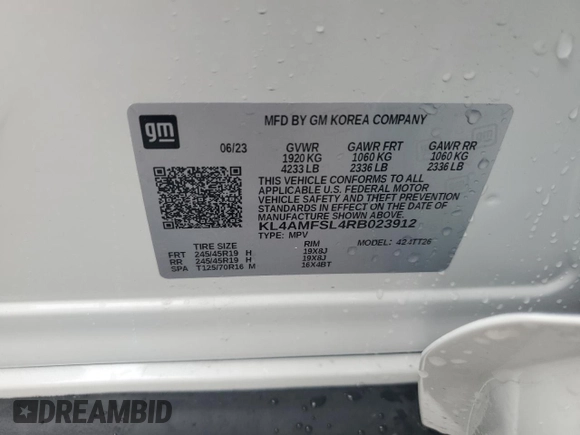 gm
MFD BY GM KOREA COMPANY
06/23 GVWR GAWR FRT GAWR RR
1920 KG 1060 KG 1060 KG
4233 LB 2336 LB 2336 LB
THIS VEHICLE CONFORMS TO ALL
APPLICABLE U.S. FEDERAL MOTOR
VEHICLE SAFETY AND THEFT PREVENTION
STANDARDS IN EFFECT ON THE DATE OF
MANUFACTURE SHOWN ABOVE.
KL4AMFSL4RB023912
TYPE: MPV MODEL:
TIRE SIZE RIM
FRT 245/45R19 H 19X8J
RR 245/45R19 H 19X8J
SPA T125/70R16 M 16X4BT
DREAMBID